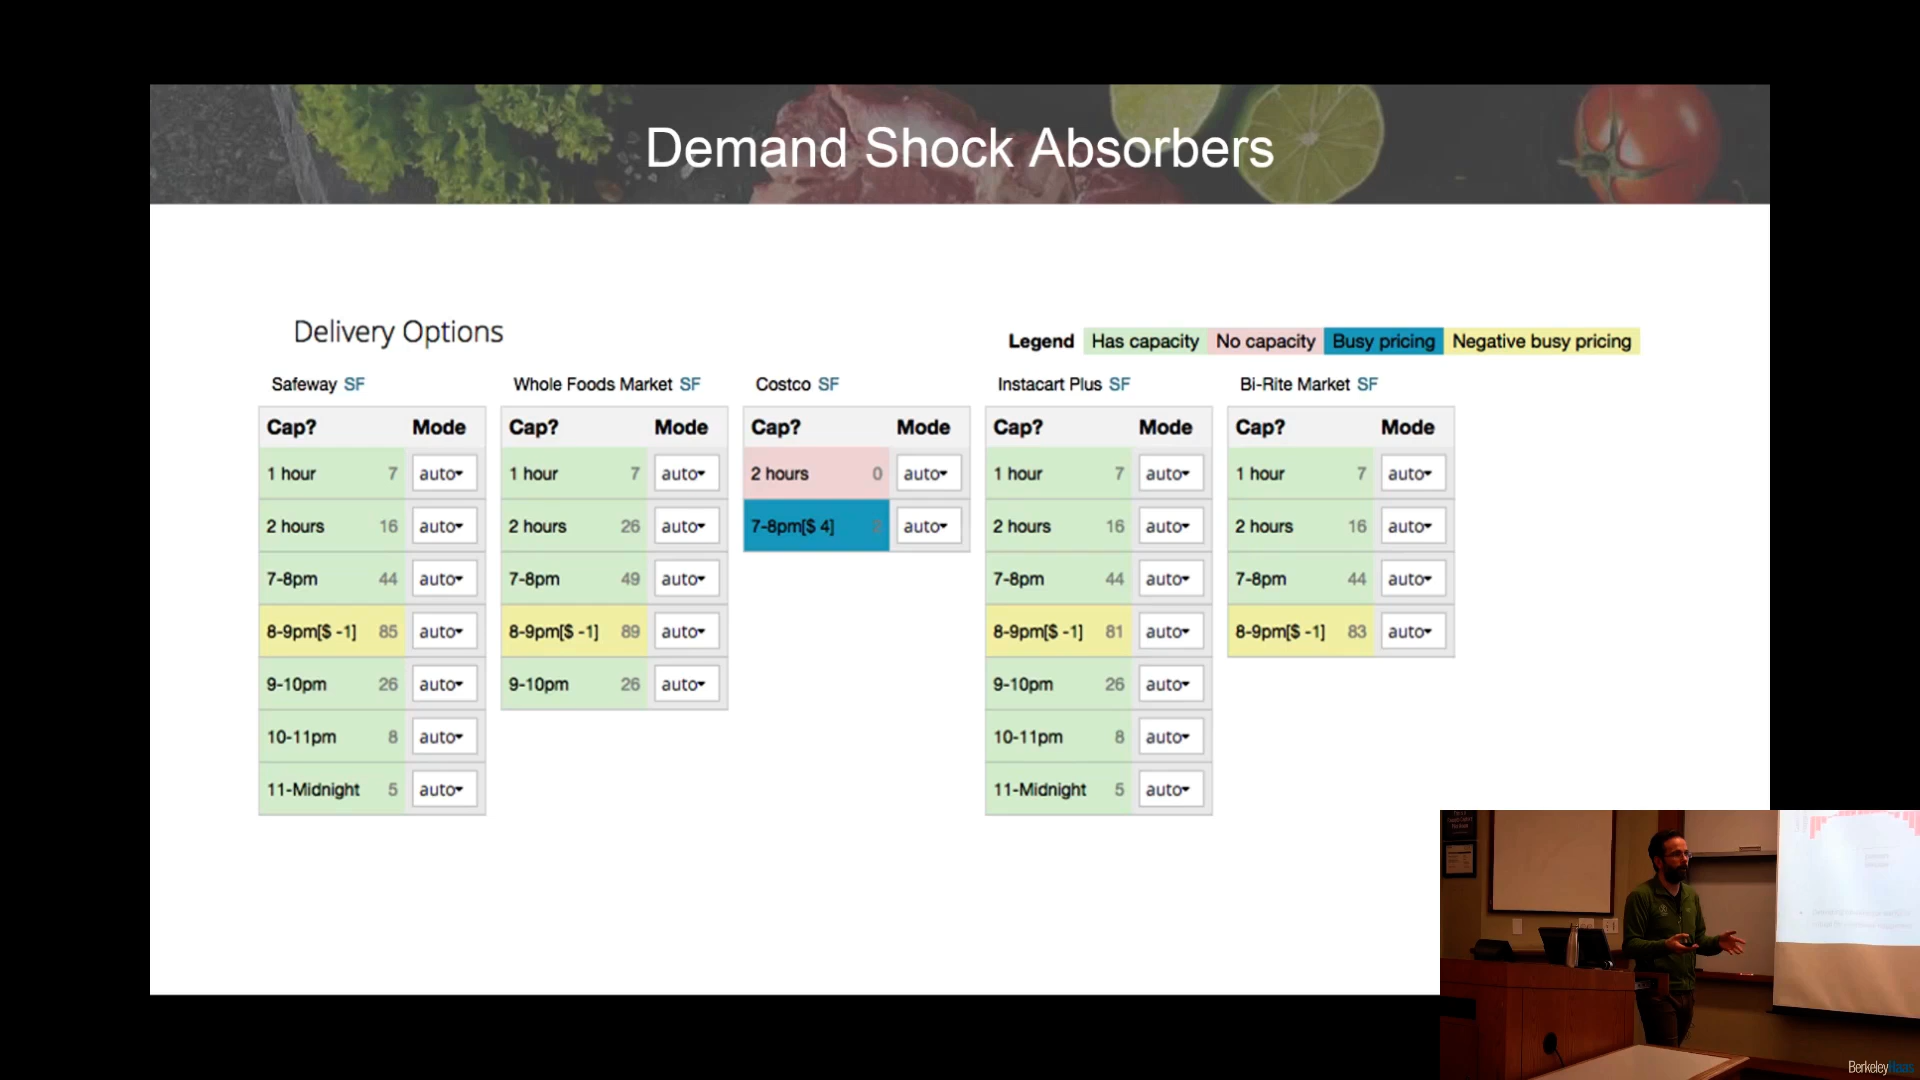 Demand Shock Absorbers
Delivery Options
Legend Has capacity No capacity Busy pricing Negative busy pricing
Safeway SF
Cap? Mode
1 hour 7 auto
2 hours 16 auto
7-8pm 44 auto
8-9pm[$ -1] 85 auto
9-10pm 26 auto
10-11pm 8 auto
11-Midnight 5 auto
Whole Foods Market SF
Cap? Mode
1 hour 7 auto
2 hours 26 auto
7-8pm 49 auto
8-9pm[$ -1] 89 auto
9-10pm 26 auto
Costco SF
Cap? Mode
2 hours 0 auto
7-8pm[$ 4] auto
Instacart Plus SF
Cap? Mode
1 hour 7 auto
2 hours 16 auto
7-8pm 44 auto
8-9pm[$ -1] 81 auto
9-10pm 26 auto
10-11pm 8 auto
11-Midnight 5 auto
Bi-Rite Market SF
Cap? Mode
1 hour 7 auto
2 hours 16 auto
7-8pm 44 auto
8-9pm[$ -1] 83 auto
BerkeleyHaas